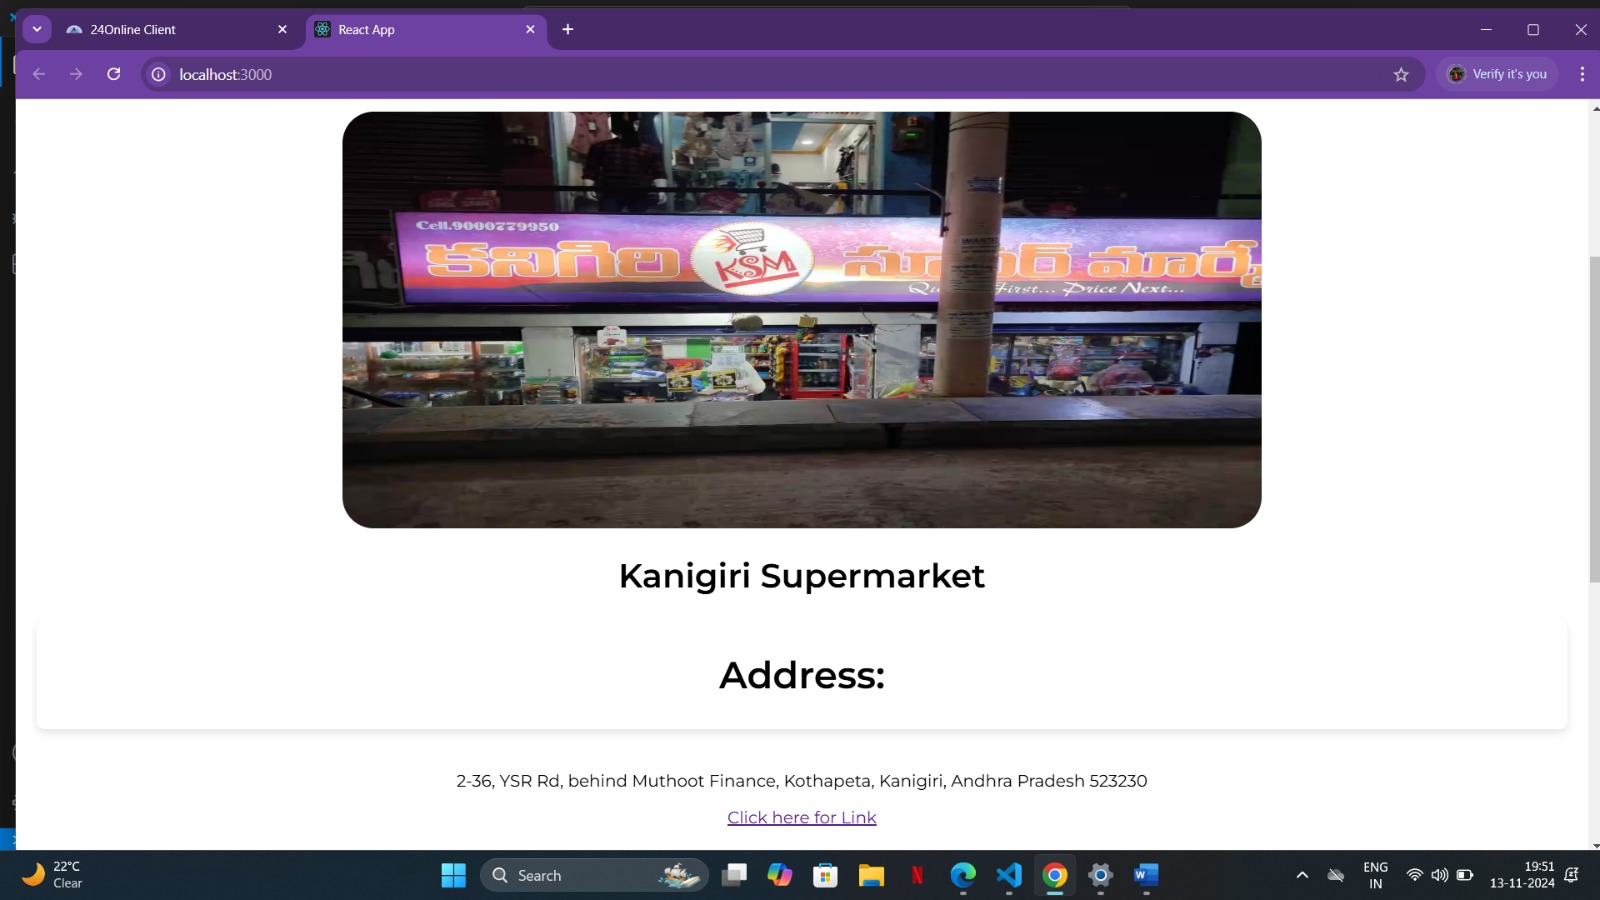 24Online Client
React App
localhost:3000
Verify it's you
Cell.9000779950
కనిగిరి
KSM
సూపర్ మార్కె
First... Price Next...
Kanigiri Supermarket
Address:
2-36, YSR Rd, behind Muthoot Finance, Kothapeta, Kanigiri, Andhra Pradesh 523230
Click here for Link
22°C
Clear
Search
ENG
IN
19:51
13-11-2024